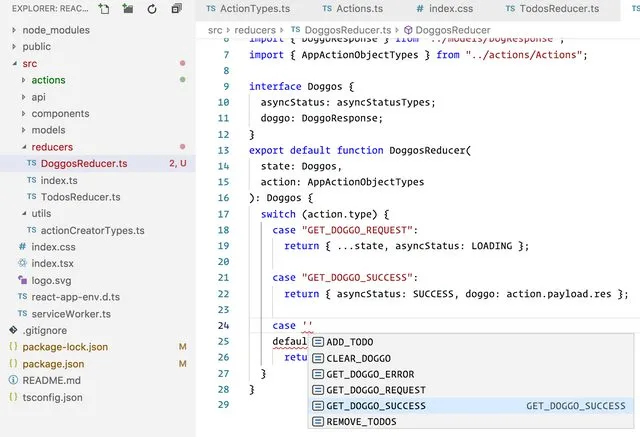 EXPLORER: REAC...
node_modules
public
src
actions
api
components
models
reducers
TS DoggosReducer.ts 2, U
TS index.ts
TS TodosReducer.ts
utils
TS actionCreatorTypes.ts
# index.css
TS index.tsx
logo.svg
TS react-app-env.d.ts
TS serviceWorker.ts
.gitignore
package-lock.json M
package.json M
README.md
tsconfig.json
TS ActionTypes.ts
TS Actions.ts
# index.css
TS TodosReducer.ts
src › reducers › TS DoggosReducer.ts › DoggosReducer
6 import { DoggoResponse } from "../models/DogResponse";
7 import { AppActionObjectTypes } from "../actions/Actions";
8
9 interface Doggos {
10 asyncStatus: asyncStatusTypes;
11 doggo: DoggoResponse;
12 }
13 export default function DoggosReducer(
14 state: Doggos,
15 action: AppActionObjectTypes
16 ): Doggos {
17 switch (action.type) {
18 case "GET_DOGGO_REQUEST":
19 return { ...state, asyncStatus: LOADING };
20
21 case "GET_DOGGO_SUCCESS":
22 return { asyncStatus: SUCCESS, doggo: action.payload.res };
23
24 case ''
25 defaul
26 retu
27 }
28 }
29
ADD_TODO
CLEAR_DOGGO
GET_DOGGO_ERROR
GET_DOGGO_REQUEST
GET_DOGGO_SUCCESS GET_DOGGO_SUCCESS
REMOVE_TODOS